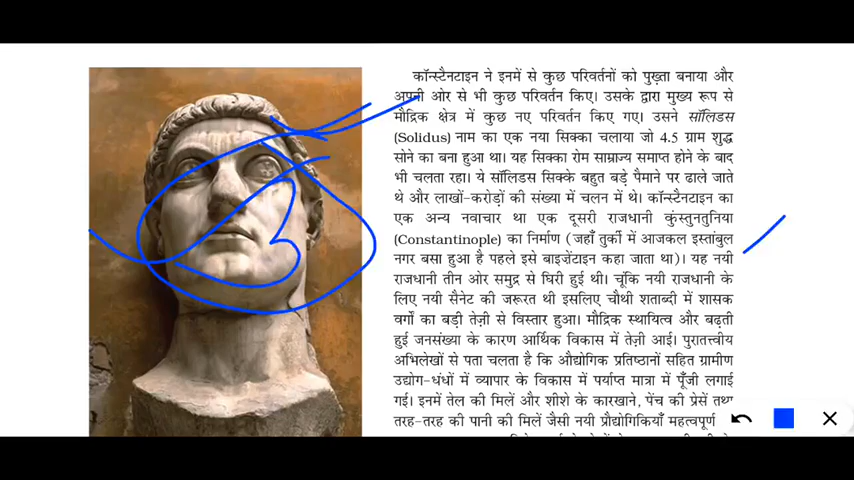 कॉन्स्टैनटाइन ने इनमें से कुछ परिवर्तनों को पुख़्ता बनाया और
अपनी ओर से भी कुछ परिवर्तन किए। उसके द्वारा मुख्य रूप से
मौद्रिक क्षेत्र में कुछ नए परिवर्तन किए गए। उसने सॉलिडस
(Solidus) नाम का एक नया सिक्का चलाया जो 4.5 ग्राम शुद्ध
सोने का बना हुआ था। यह सिक्का रोम साम्राज्य समाप्त होने के बाद
भी चलता रहा। ये सॉलिडस सिक्के बहुत बड़े पैमाने पर ढाले जाते
थे और लाखों-करोड़ों की संख्या में चलन में थे। कॉन्स्टैनटाइन का
एक अन्य नवाचार था एक दूसरी राजधानी कुंस्तुनतुनिया
(Constantinople) का निर्माण (जहाँ तुर्की में आजकल इस्तांबुल
नगर बसा हुआ है पहले इसे बाइज़ेंटाइन कहा जाता था)। यह नयी
राजधानी तीन ओर समुद्र से घिरी हुई थी। चूंकि नयी राजधानी के
लिए नयी सैनेट की जरूरत थी इसलिए चौथी शताब्दी में शासक
वर्गों का बड़ी तेज़ी से विस्तार हुआ। मौद्रिक स्थायित्व और बढ़ती
हुई जनसंख्या के कारण आर्थिक विकास में तेज़ी आई। पुरातत्त्वीय
अभिलेखों से पता चलता है कि औद्योगिक प्रतिष्ठानों सहित ग्रामीण
उद्योग-धंधों में व्यापार के विकास में पर्याप्त मात्रा में पूँजी लगाई
गई। इनमें तेल की मिलें और शीशे के कारखाने, पेंच की प्रेसें तथा
तरह-तरह की पानी की मिलें जैसी नयी प्रौद्योगिकियाँ महत्वपूर्ण